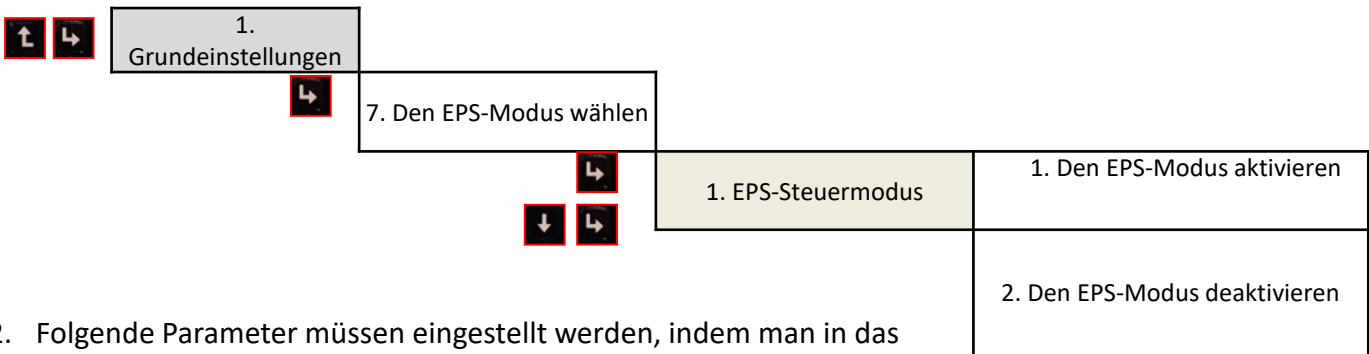 1.
Grundeinstellungen
7. Den EPS-Modus wählen
1. EPS-Steuermodus
1. Den EPS-Modus aktivieren
2. Den EPS-Modus deaktivieren
2. Folgende Parameter müssen eingestellt werden, indem man in das